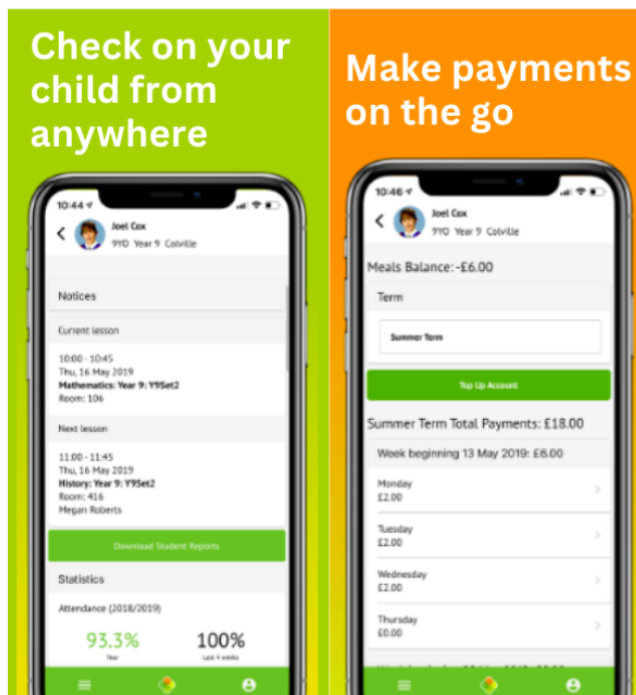 Check on your
child from
anywhere
10:44
Joel Cox
9YO Year 9 Colville
Notices
Current lesson
10:00 - 10:45
Thu, 16 May 2019
Mathematics: Year 9: Y9Set2
Room: 106
Next lesson
11:00 - 11:45
Thu, 16 May 2019
History: Year 9: Y9Set2
Room: 416
Megan Roberts
Download Student Reports
Statistics
Attendance (2018/2019)
93.3% 100%
Year Last 4 weeks
Make payments
on the go
10:46
Joel Cox
9YO Year 9 Colville
Meals Balance: -£6.00
Term
Summer Term
Top Up Account
Summer Term Total Payments: £18.00
Week beginning 13 May 2019: £6.00
Monday
£2.00
Tuesday
£2.00
Wednesday
£2.00
Thursday
£0.00